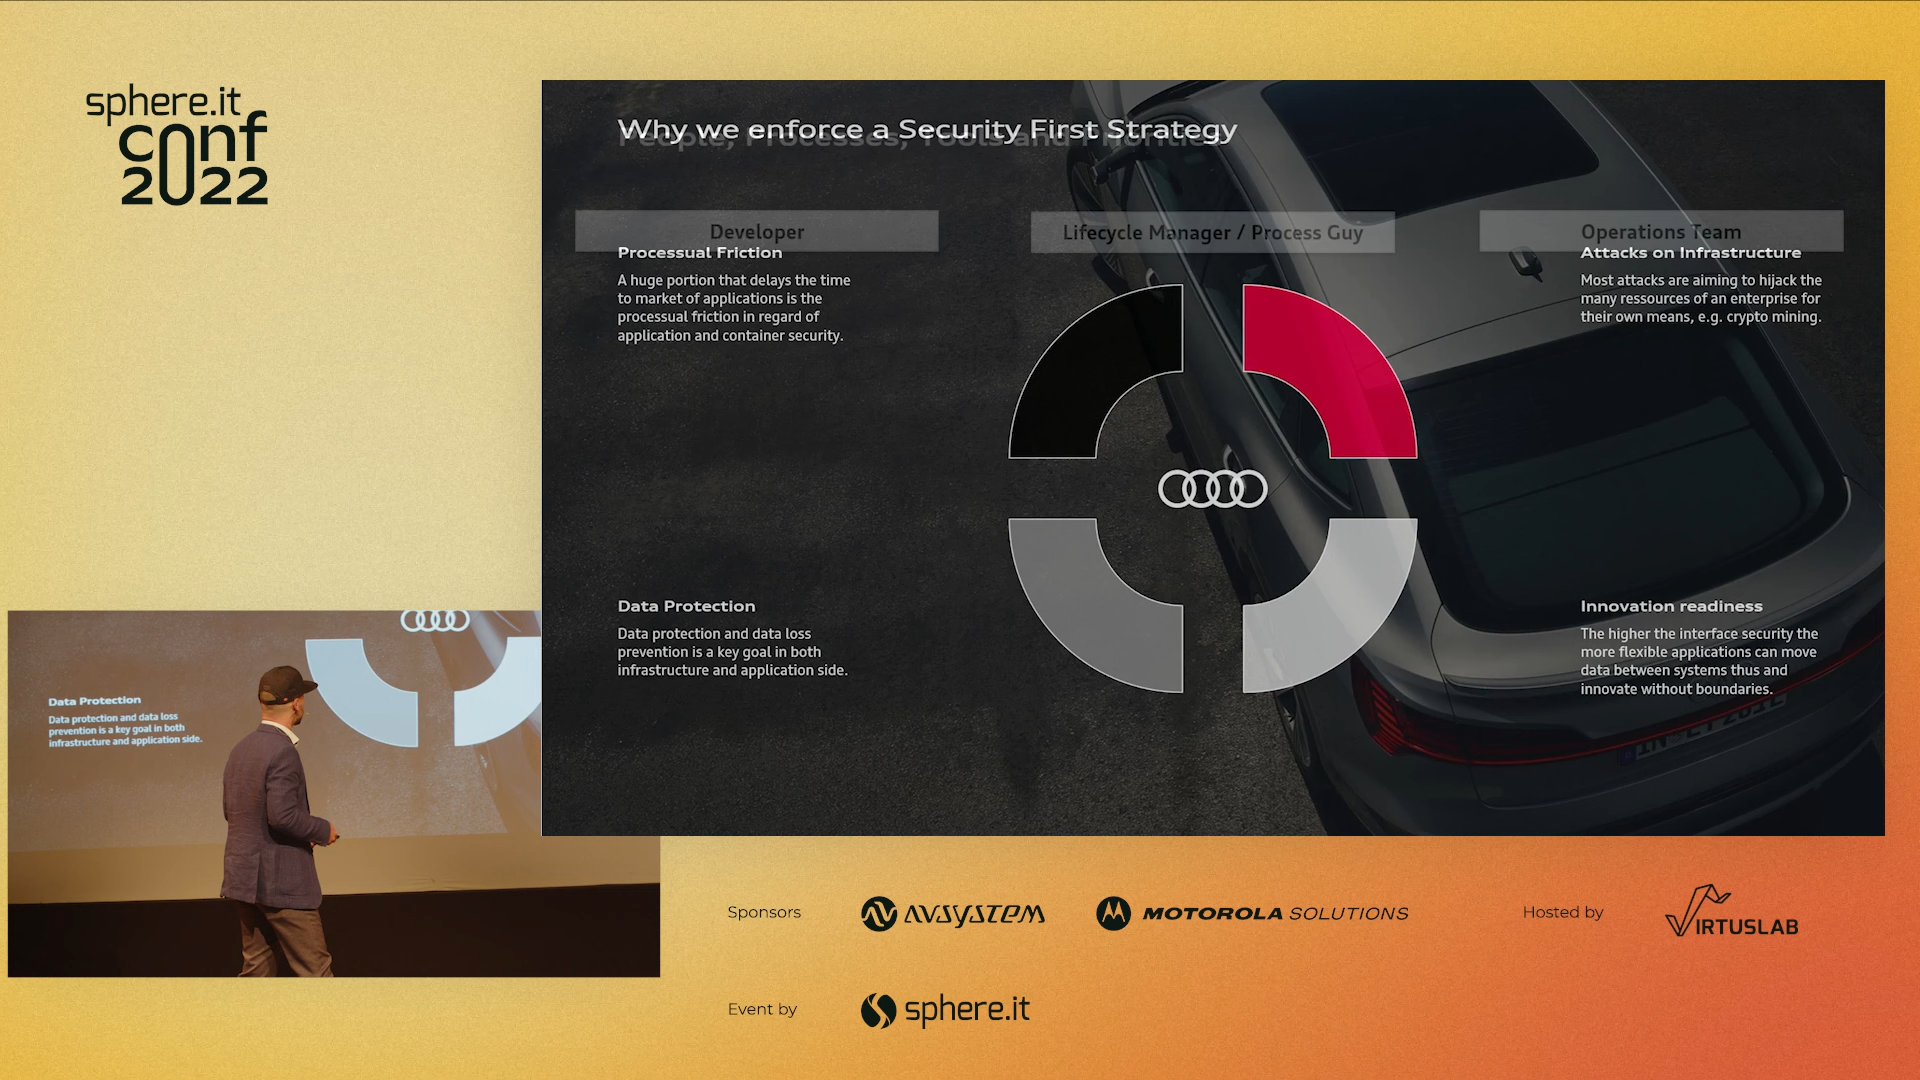 sphere.it
conf
2022
Why we enforce a Security First Strategy
People, Processes, Tools and Priorities
Developer
Lifecycle Manager / Process Guy
Operations Team
Processual Friction
A huge portion that delays the time
to market of applications is the
processual friction in regard of
application and container security.
Attacks on Infrastructure
Most attacks are aiming to hijack the
many ressources of an enterprise for
their own means, e.g. crypto mining.
Data Protection
Data protection and data loss
prevention is a key goal in both
infrastructure and application side.
Innovation readiness
The higher the interface security the
more flexible applications can move
data between systems thus and
innovate without boundaries.
Data Protection
Data protection and data loss
prevention is a key goal in both
infrastructure and application side.
Sponsors
AVSYSTEM
MOTOROLA SOLUTIONS
Hosted by
VIRTUSLAB
Event by
sphere.it